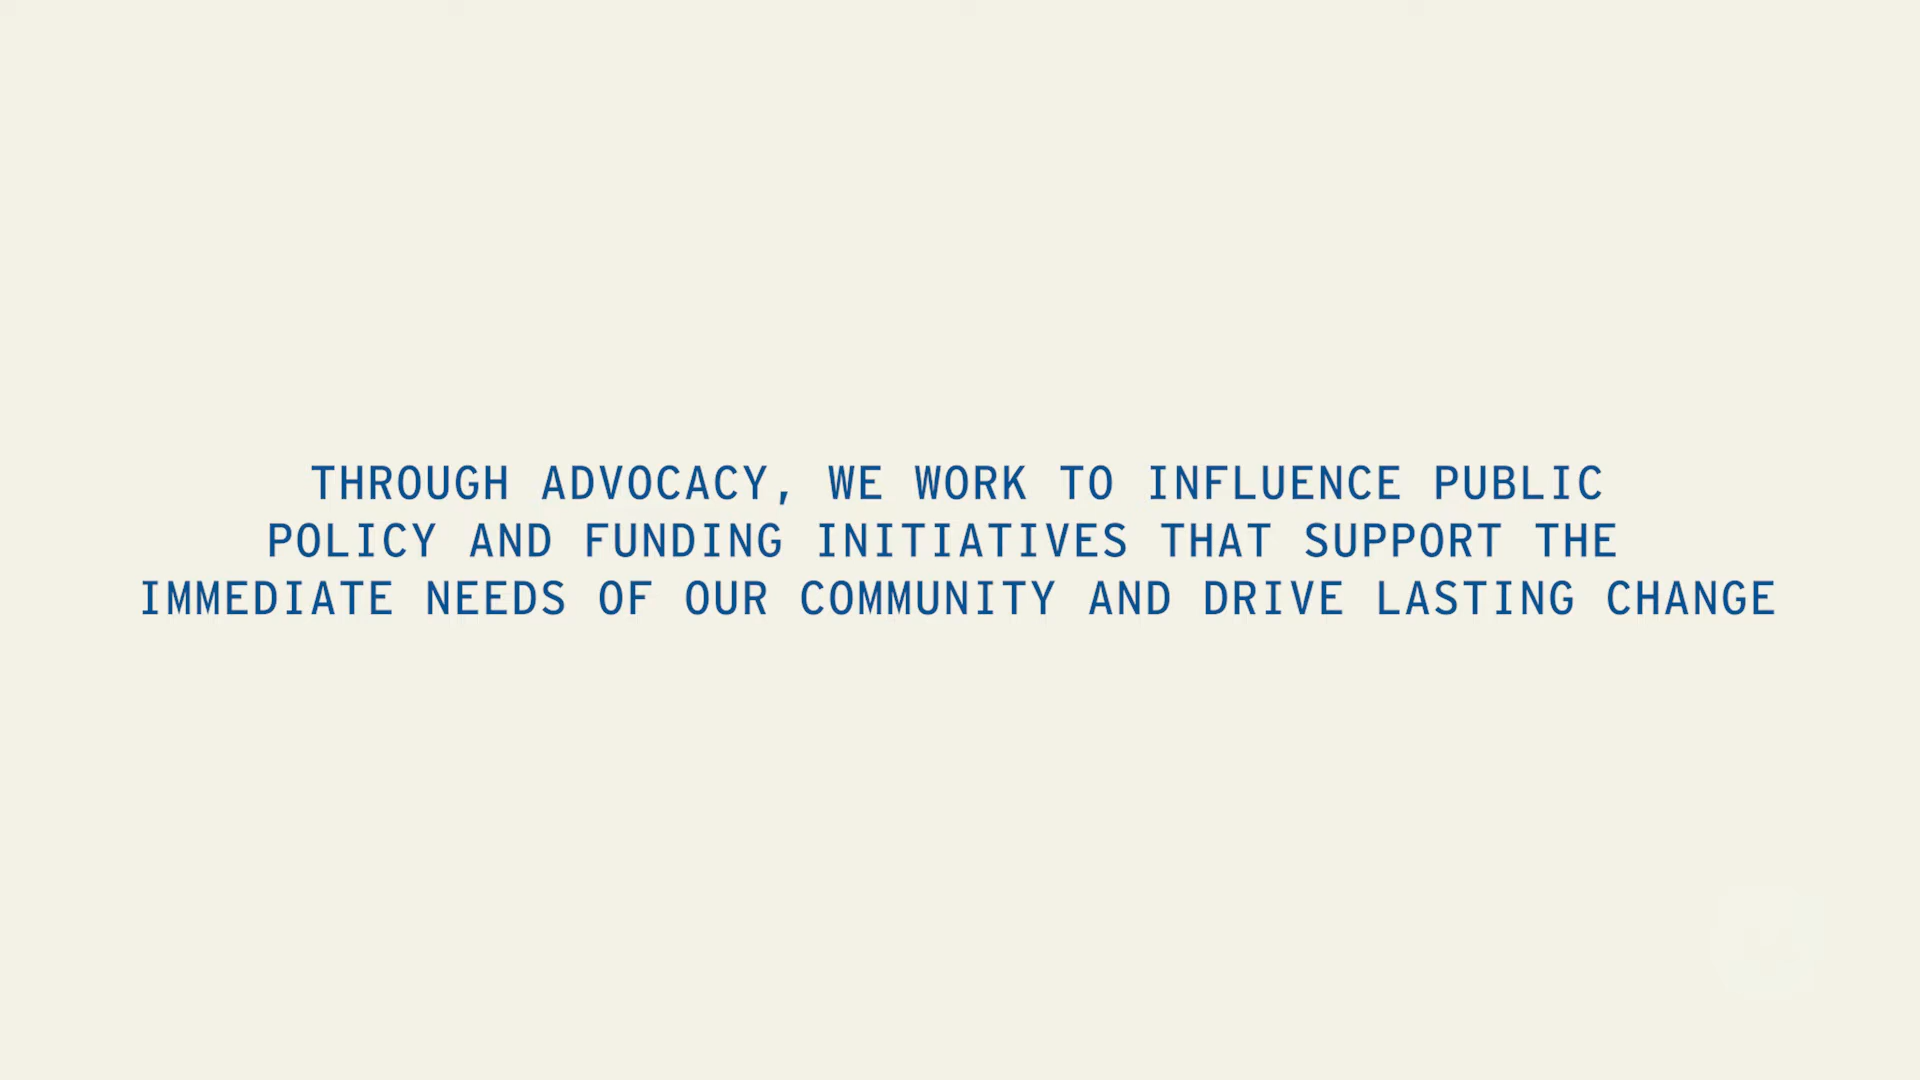 THROUGH ADVOCACY, WE WORK TO INFLUENCE PUBLIC
POLICY AND FUNDING INITIATIVES THAT SUPPORT THE
IMMEDIATE NEEDS OF OUR COMMUNITY AND DRIVE LASTING CHANGE